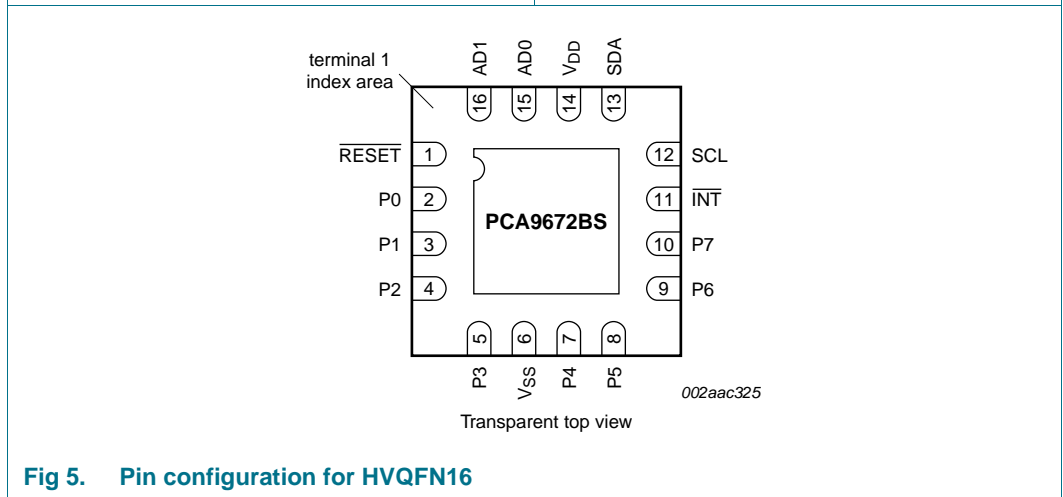 terminal 1
index area
AD1
AD0
VDD
SDA
16
15
14
13
RESET
1
12
SCL
P0
2
11
INT
PCA9672BS
P1
3
10
P7
P2
4
9
P6
5
6
7
8
P3
VSS
P4
P5
002aac325
Transparent top view
Fig 5. Pin configuration for HVQFN16